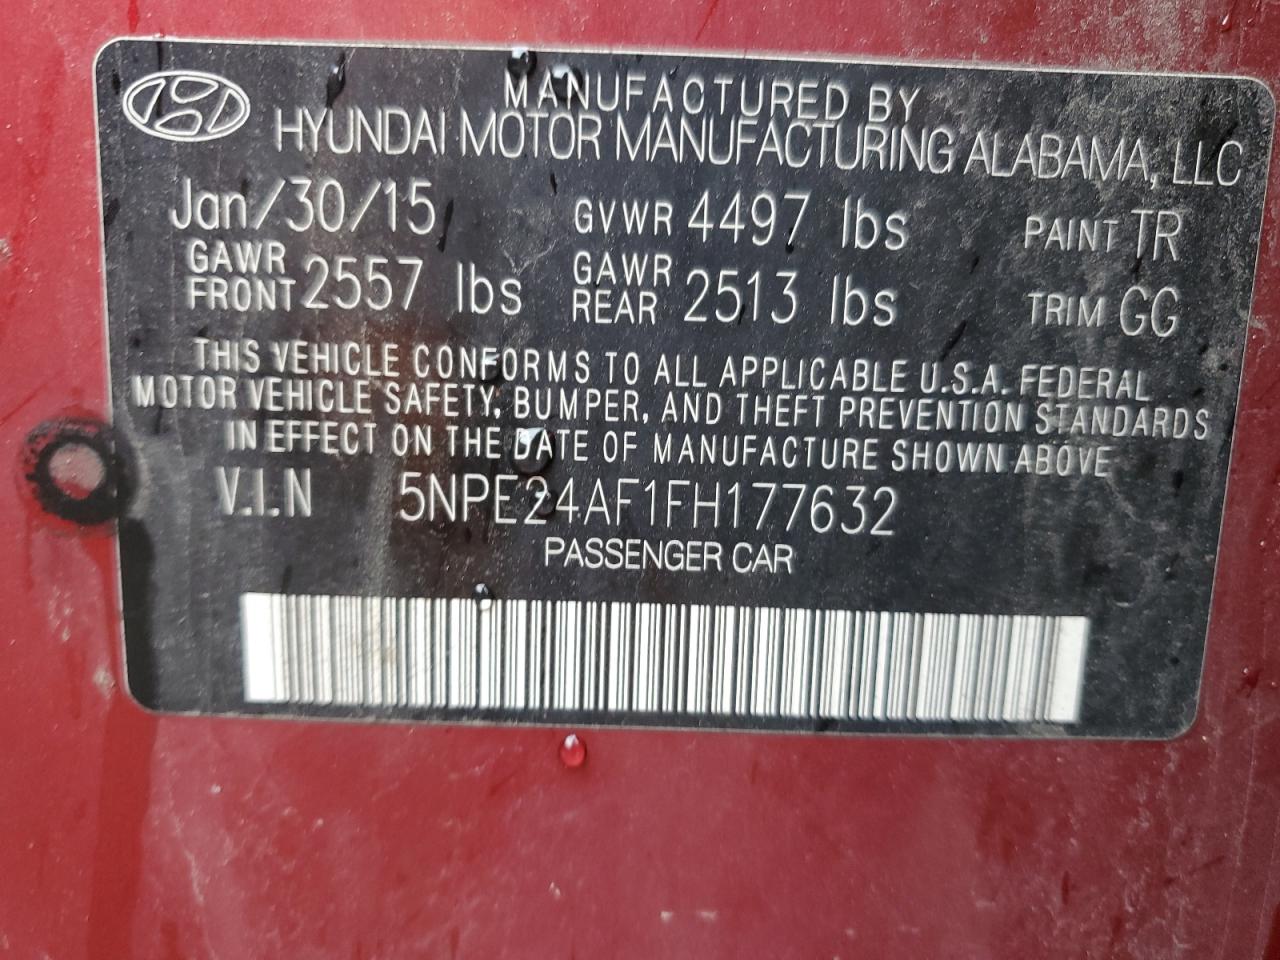 MANUFACTURED BY
HYUNDAI MOTOR MANUFACTURING ALABAMA, LLC
Jan/30/15 GVWR 4497 lbs PAINT TR
GAWR FRONT 2557 lbs GAWR REAR 2513 lbs TRIM GG
THIS VEHICLE CONFORMS TO ALL APPLICABLE U.S.A. FEDERAL
MOTOR VEHICLE SAFETY, BUMPER, AND THEFT PREVENTION STANDARDS
IN EFFECT ON THE DATE OF MANUFACTURE SHOWN ABOVE
V.I.N 5NPE24AF1FH177632
PASSENGER CAR